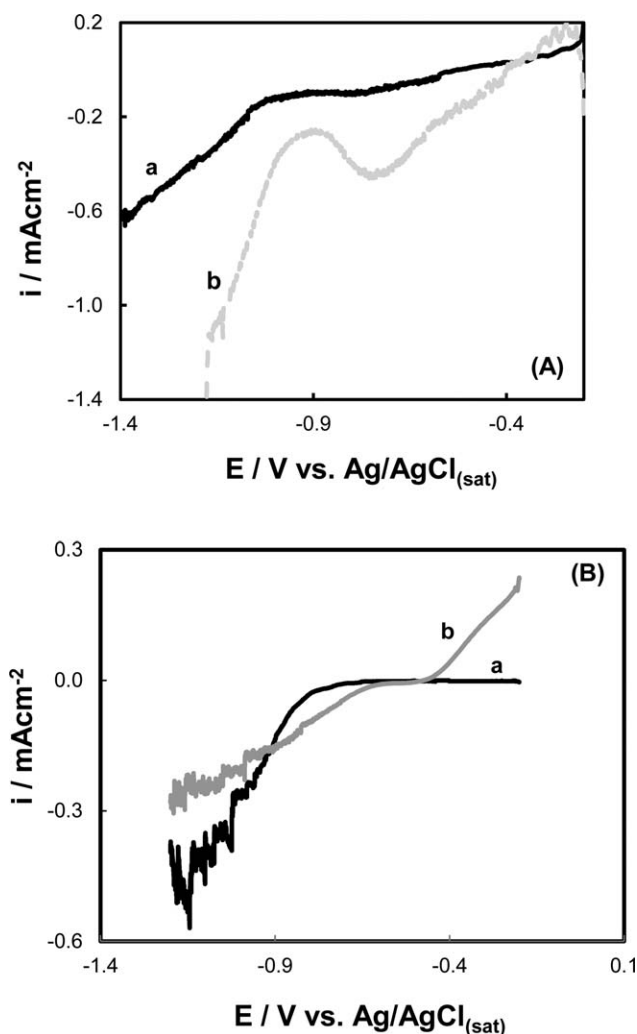 0.2
-0.2
-0.6
-1.0
-1.4
i / mAcm-2
a
b
(A)
-1.4
-0.9
-0.4
E / V vs. Ag/AgCl(sat)
0.3
0.0
-0.3
-0.6
i / mAcm-2
(B)
b
a
-1.4
-0.9
-0.4
0.1
E / V vs. Ag/AgCl(sat)